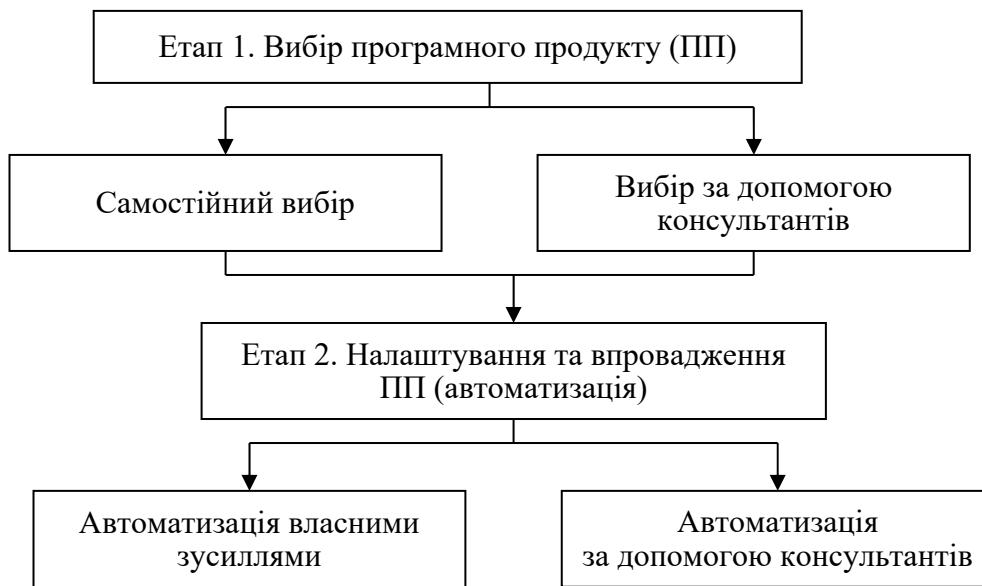 Етап 1. Вибір програмного продукту (ПП)
Самостійний вибір
Вибір за допомогою
консультантів
Етап 2. Налаштування та впровадження
ПП (автоматизація)
Автоматизація власними
зусиллями
Автоматизація
за допомогою консультантів